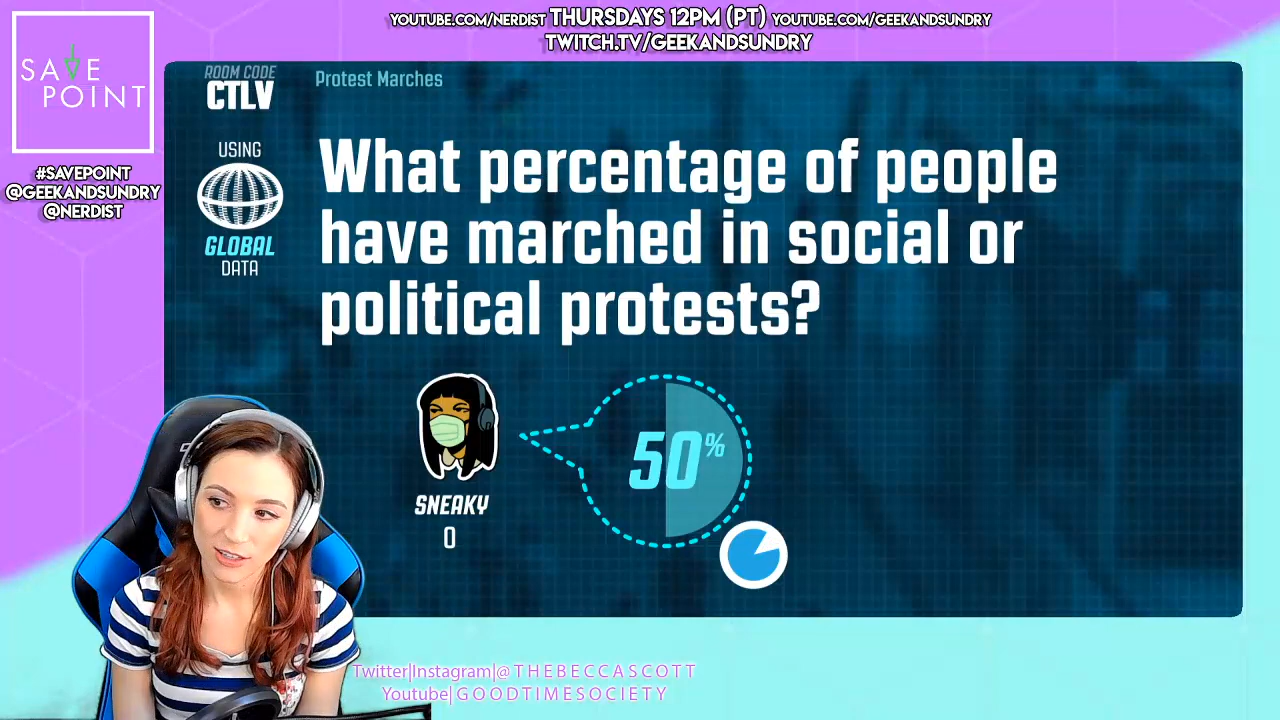 YOUTUBE.COM/NERDIST THURSDAYS 12PM (PT) YOUTUBE.COM/GEEKANDSUNDRY
TWITCH.TV/GEEKANDSUNDRY
SAVE
POINT
#SAVEPOINT
@GEEKANDSUNDRY
@NERDIST
ROOM CODE
CTLV
USING
GLOBAL
DATA
Protest Marches
What percentage of people
have marched in social or
political protests?
50%
SNEAKY
0
Twitter|Instagram|@THEBECCASCOTT
Youtube|GOODTIMESOCIETY